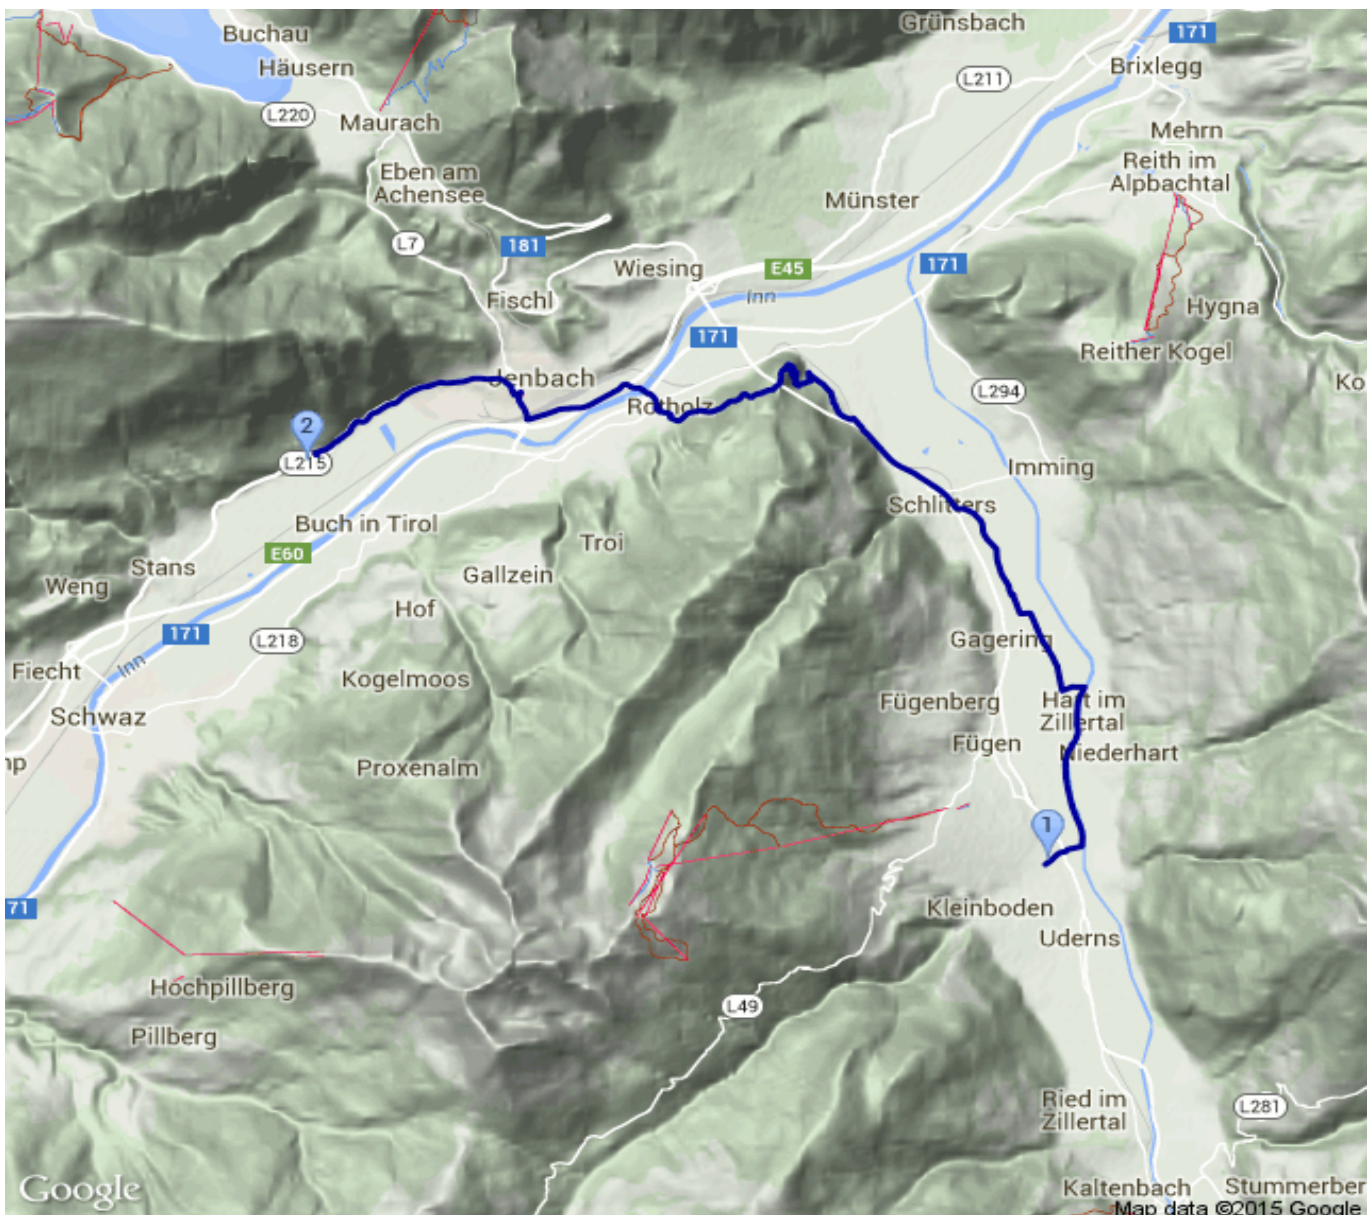 Grünsbach
171
Buchau
Häusern
Brixlegg
L211
L220
Maurach
Mehrn
Eben am
Achensee
Reith im
Alpbachtal
Münster
L7
181
Wiesing
E45
171
Inn
Fischl
Hygna
171
Reither Kogel
Jenbach
Ko
Rotholz
L294
2
L215
Imming
Schlitters
Buch in Tirol
Troi
E60
Stans
Gallzein
Weng
Hof
171
L218
Gagering
Inn
Fiecht
Kogelmoos
Schwaz
Fügenberg
Hart im
Zillertal
Fügen
Niederhart
np
Proxenalm
1
71
Kleinboden
Uderns
Hochpillberg
L49
Pillberg
Ried im
Zillertal
L281
Google
Kaltenbach
Stummerber
Map data ©2015 Google